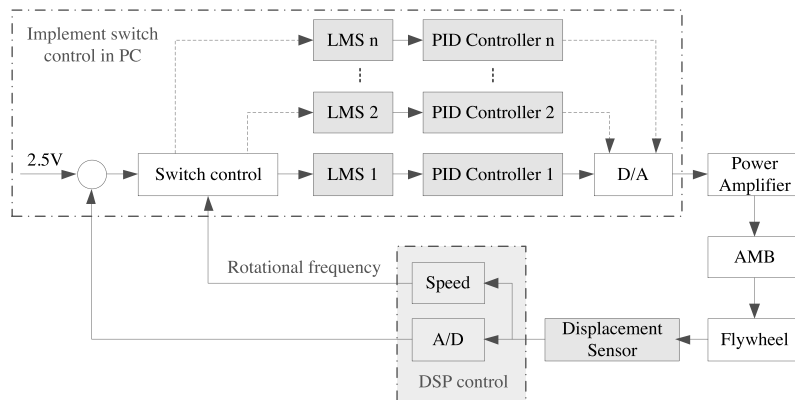 Implement switch
control in PC
LMS n
PID Controller n
LMS 2
PID Controller 2
2.5V
Switch control
LMS 1
PID Controller 1
D/A
Power
Amplifier
AMB
Rotational frequency
Speed
A/D
Displacement
Sensor
Flywheel
DSP control